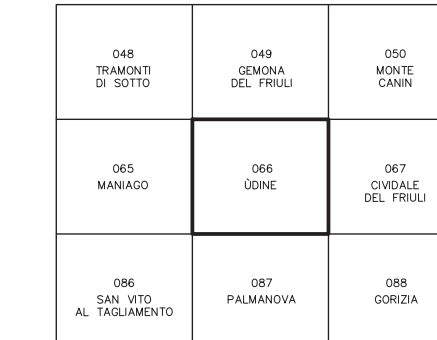 048
TRAMONTI
DI SOTTO
049
GEMONA
DEL FRIULI
050
MONTE
CANIN
065
MANIAGO
066
ÙDINE
067
CIVIDALE
DEL FRIULI
086
SAN VITO
AL TAGLIAMENTO
087
PALMANOVA
088
GORIZIA